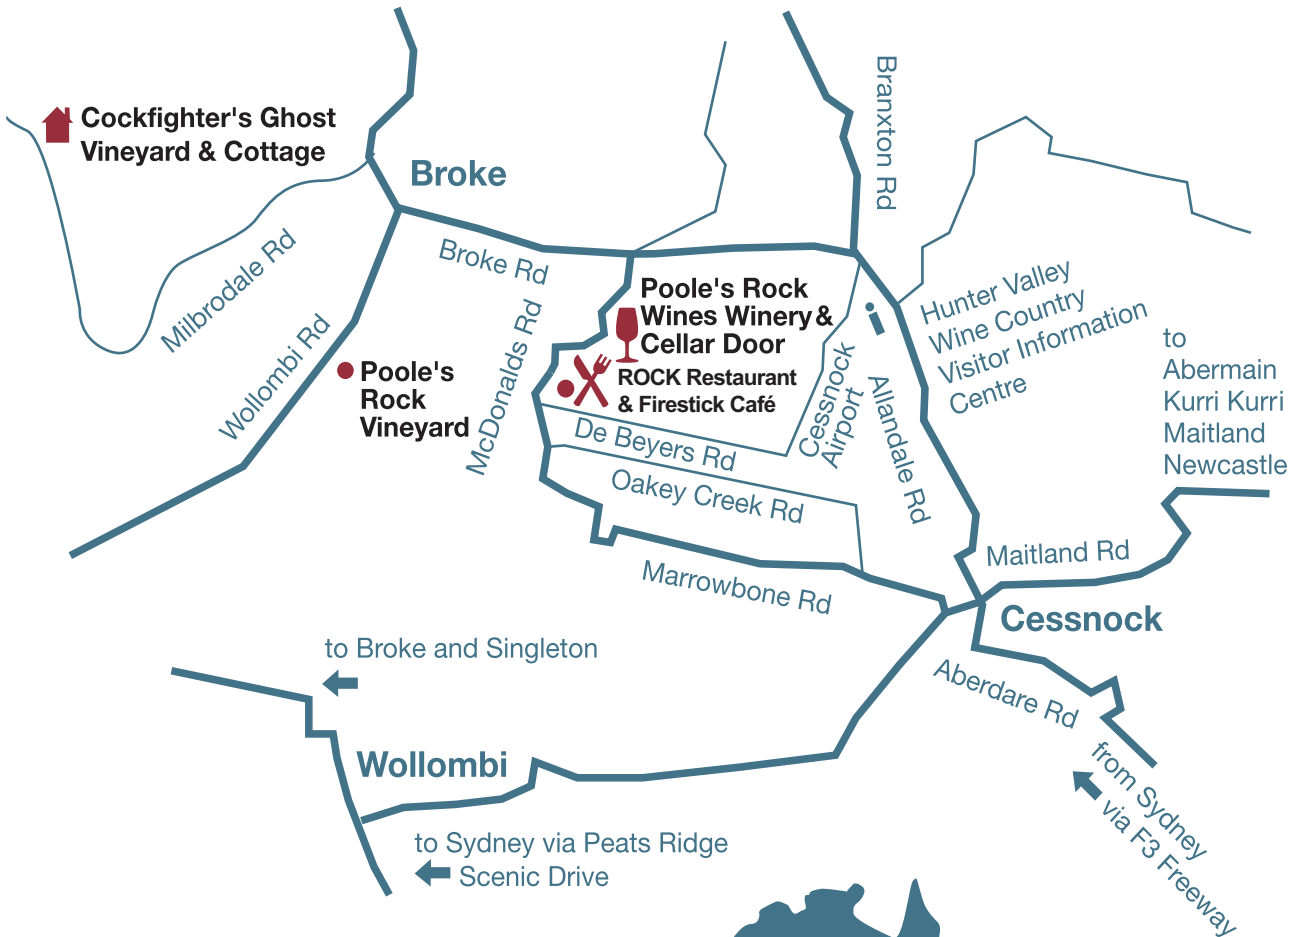 Branxton Rd
Cockfighter's Ghost
Vineyard & Cottage
Broke
Milbrodale Rd
Broke Rd
Wollombi Rd
McDonalds Rd
Poole's Rock
Wines Winery &
Cellar Door
Hunter Valley
Wine Country
Visitor Information
Centre
to
Abermain
Kurri Kurri
Maitland
Newcastle
Poole's
Rock
Vineyard
ROCK Restaurant
& Firestick Café
Cessnock
Airport
Allandale Rd
De Beyers Rd
Oakey Creek Rd
Maitland Rd
Marrowbone Rd
Cessnock
to Broke and Singleton
Aberdare Rd
Wollombi
from Sydney
via F3 Freeway
to Sydney via Peats Ridge
Scenic Drive